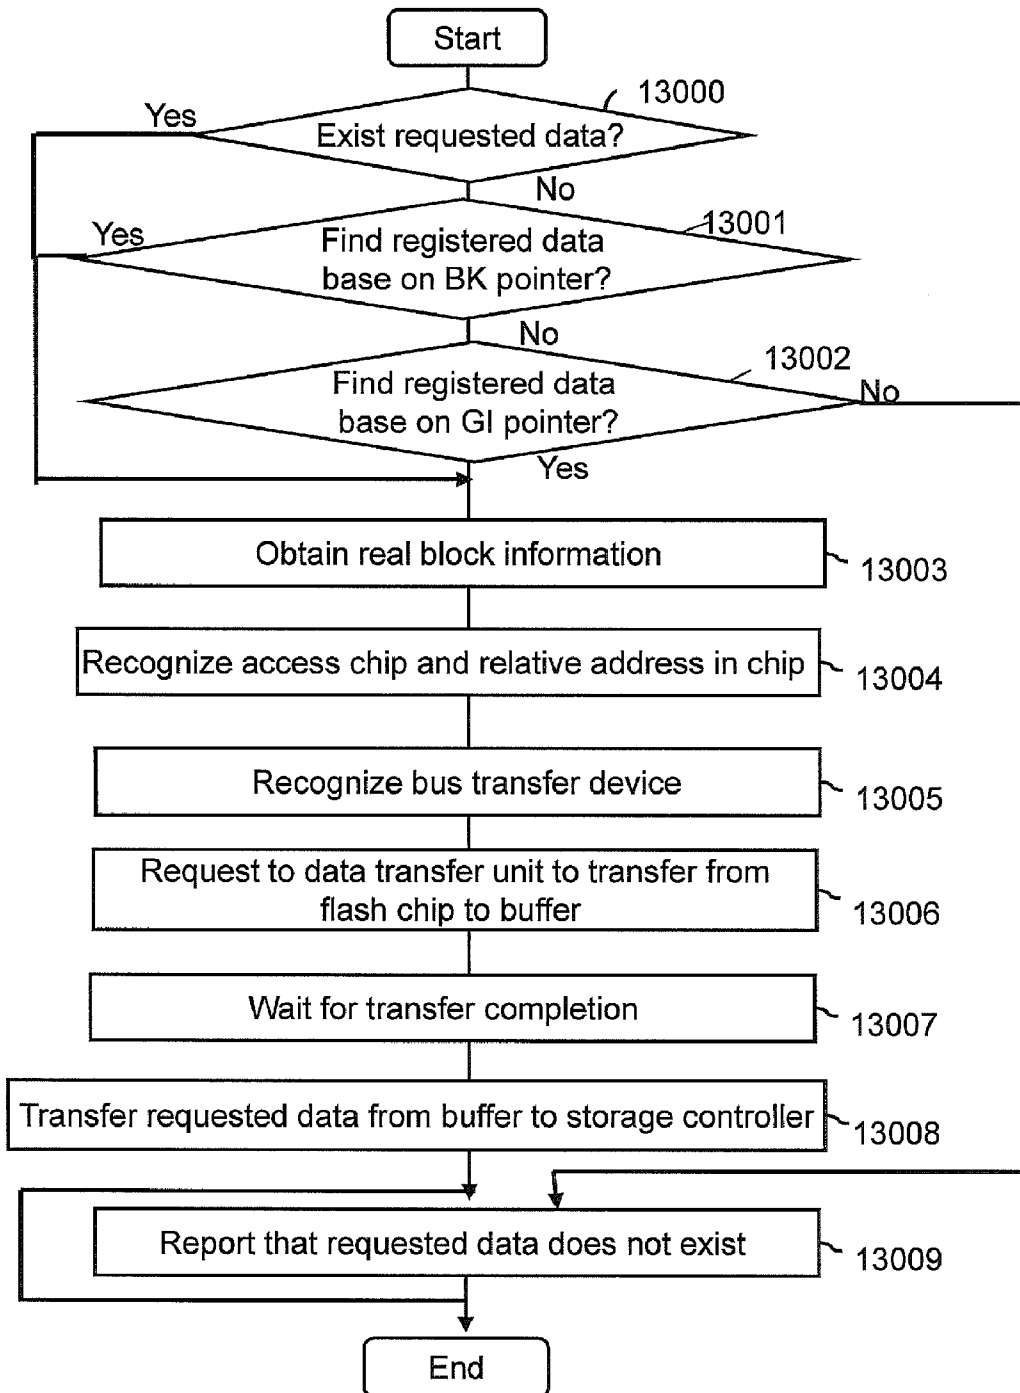 Start
13000
Yes
Exist requested data?
No
13001
Yes
Find registered data
base on BK pointer?
No
13002
Find registered data
base on GI pointer?
No
Yes
Obtain real block information
13003
Recognize access chip and relative address in chip
13004
Recognize bus transfer device
13005
Request to data transfer unit to transfer from
flash chip to buffer
13006
Wait for transfer completion
13007
Transfer requested data from buffer to storage controller
13008
Report that requested data does not exist
13009
End